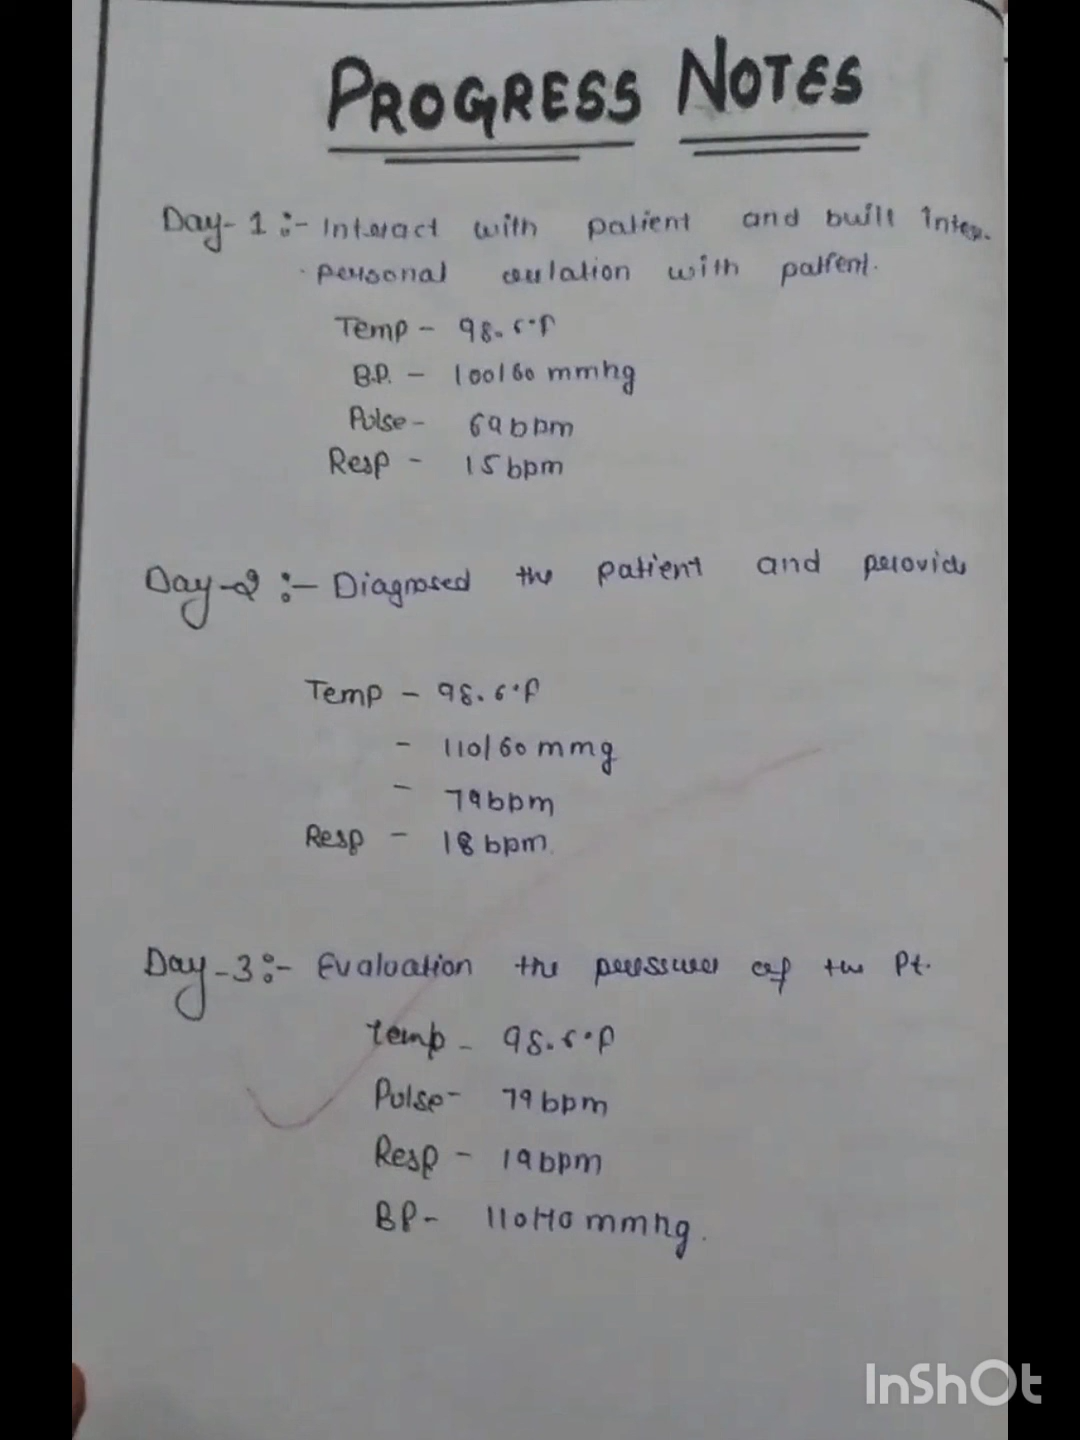 PROGRESS NOTES
Day-1 :- Interact with patient and built inter.
personal relation with patient.
Temp - 98.6°F
B.P. - 100/60 mmhg
Pulse - 69 bpm
Resp - 15 bpm
Day-2 :- Diagnosed the patient and provide
Temp - 98.6°F
- 110/60 mmg
- 79 bpm
Resp - 18 bpm.
Day-3 :- Evaluation the pressure of the Pt.
Temp - 98.6°F
Pulse - 79 bpm
Resp - 19 bpm
BP - 110/70 mmhg.
InShOt